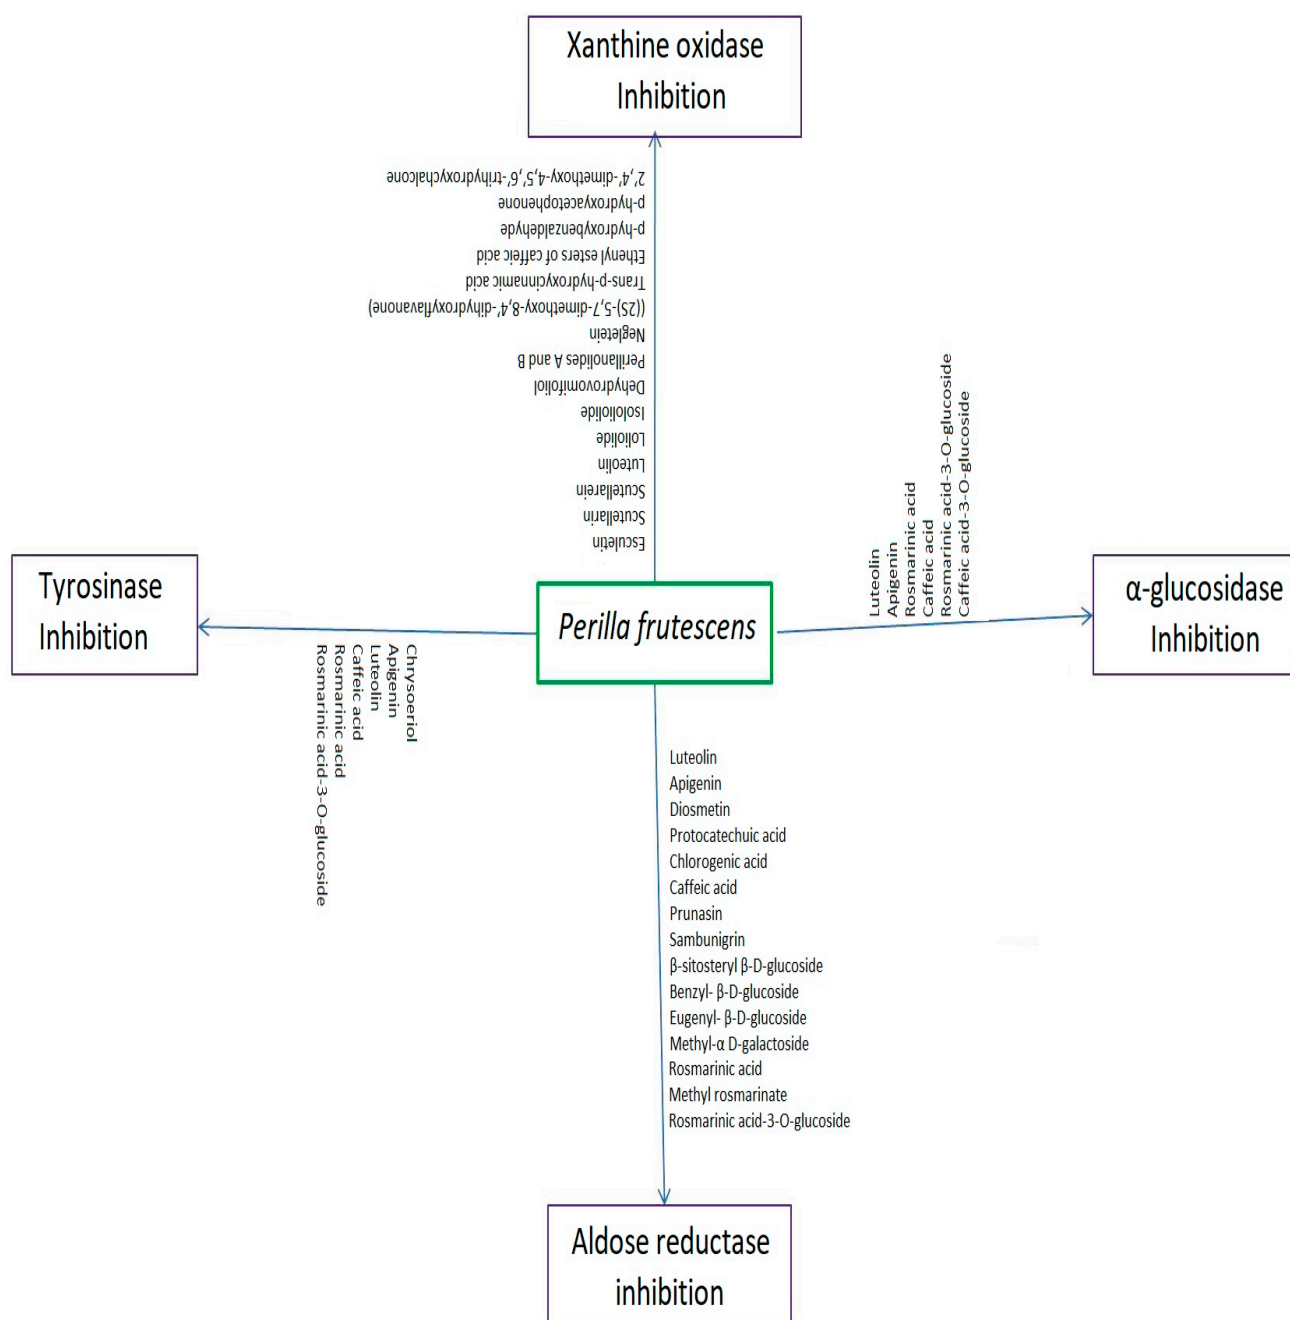 Xanthine oxidase
Inhibition
2',4'-dimethoxy-4,5',6'-trihydroxychalcone
p-hydroxyacetophenone
p-hydroxybenzaldehyde
Ethenyl esters of caffeic acid
Trans-p-hydroxycinnamic acid
((2S)-5,7-dimethoxy-8,4'-dihydroxyflavanone)
Negletein
Perillanolides A and B
Dehydrovomifoliol
Isololiolide
Loliolide
Luteolin
Scutellarein
Scutellarin
Esculetin
Luteolin
Apigenin
Rosmarinic acid
Caffeic acid
Rosmarinic acid-3-O-glucoside
Caffeic acid-3-O-glucoside
Tyrosinase
Inhibition
Perilla frutescens
α-glucosidase
Inhibition
Chrysoeriol
Apigenin
Luteolin
Caffeic acid
Rosmarinic acid
Rosmarinic acid-3-O-glucoside
Luteolin
Apigenin
Diosmetin
Protocatechuic acid
Chlorogenic acid
Caffeic acid
Prunasin
Sambunigrin
β-sitosteryl β-D-glucoside
Benzyl- β-D-glucoside
Eugenyl- β-D-glucoside
Methyl-α D-galactoside
Rosmarinic acid
Methyl rosmarinate
Rosmarinic acid-3-O-glucoside
Aldose reductase
inhibition